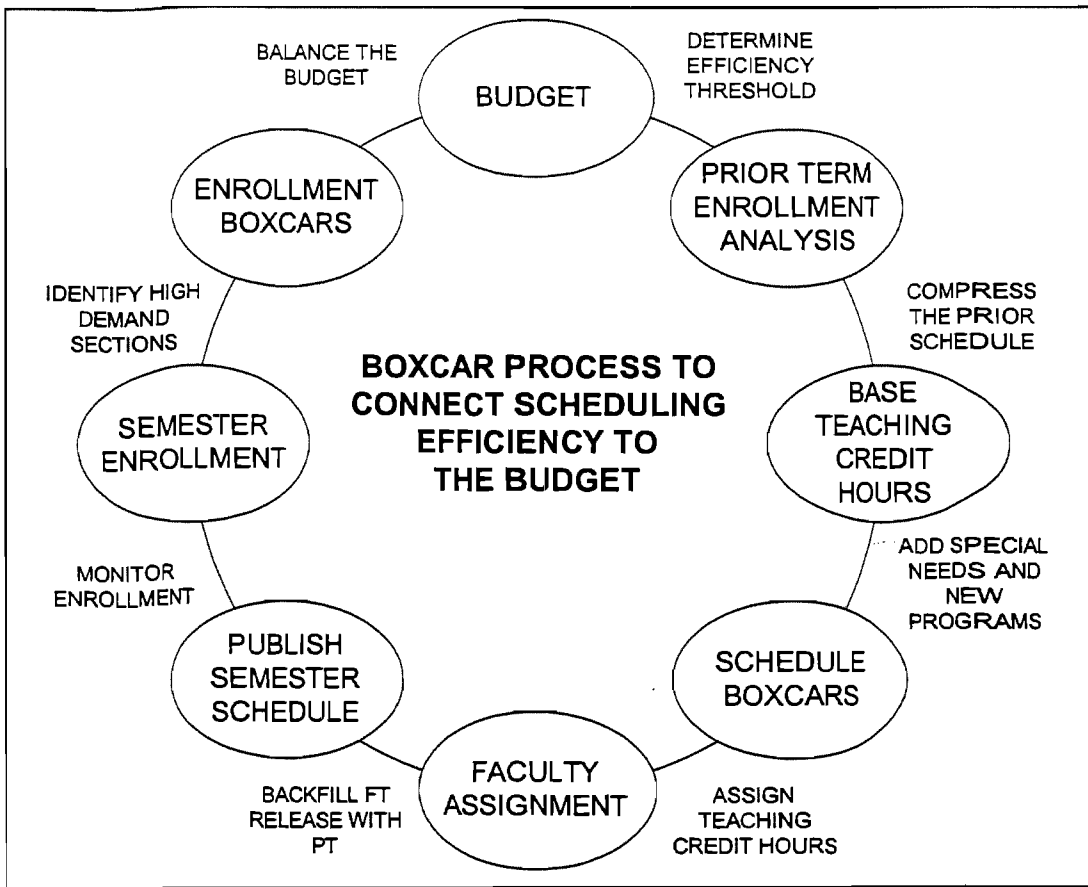 BALANCE THE
BUDGET
BUDGET
DETERMINE
EFFICIENCY
THRESHOLD
ENROLLMENT
BOXCARS
PRIOR TERM
ENROLLMENT
ANALYSIS
IDENTIFY HIGH
DEMAND
SECTIONS
COMPRESS
THE PRIOR
SCHEDULE
BOXCAR PROCESS TO
CONNECT SCHEDULING
EFFICIENCY TO
THE BUDGET
SEMESTER
ENROLLMENT
BASE
TEACHING
CREDIT
HOURS
MONITOR
ENROLLMENT
ADD SPECIAL
NEEDS AND
NEW
PROGRAMS
PUBLISH
SEMESTER
SCHEDULE
SCHEDULE
BOXCARS
BACKFILL FT
RELEASE WITH
PT
FACULTY
ASSIGNMENT
ASSIGN
TEACHING
CREDIT HOURS